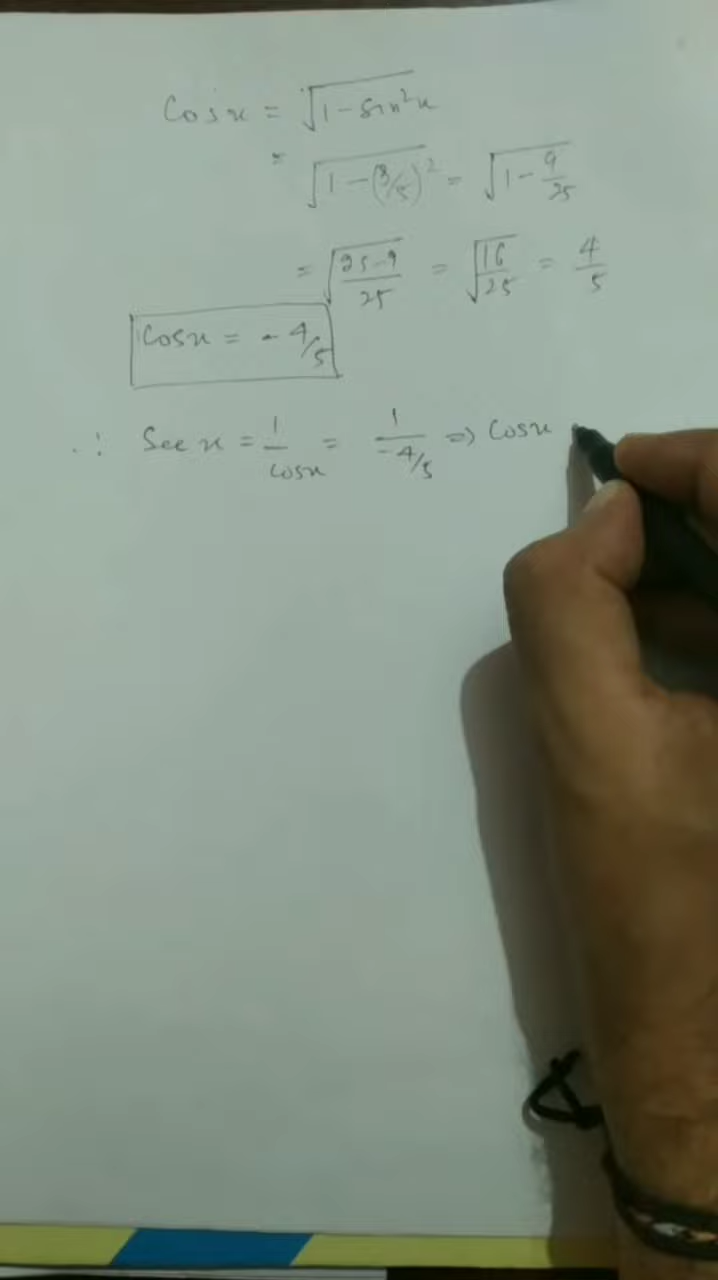 Cosx = √1-sin²x
= √1-(3/5)² = √1-9/25
= √25-9/25 = √16/25 = 4/5
Cosx = -4/5
∴ Sec x = 1/cosx = 1/-4/5 ⇒ Cosx